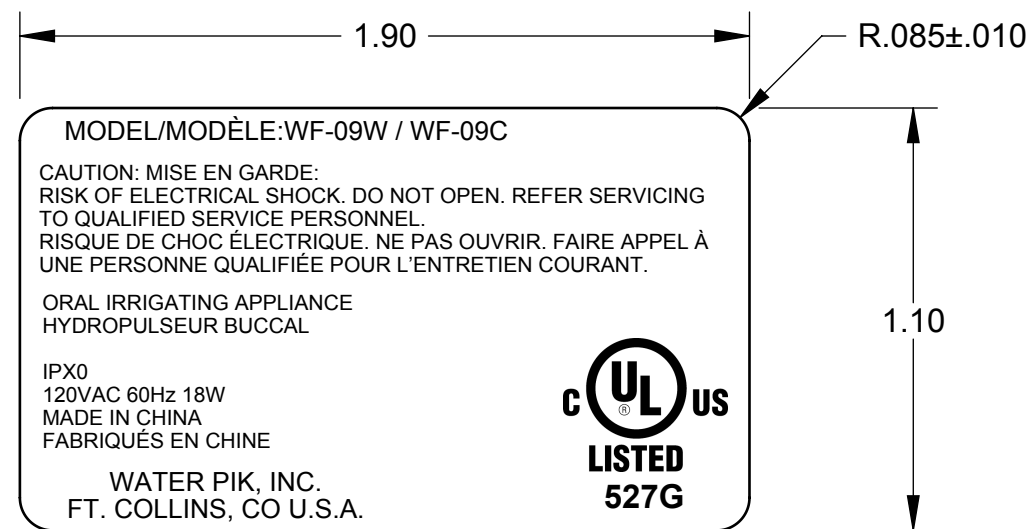 1.90
R.085±.010
MODEL/MODÈLE:WF-09W / WF-09C
CAUTION: MISE EN GARDE:
RISK OF ELECTRICAL SHOCK. DO NOT OPEN. REFER SERVICING
TO QUALIFIED SERVICE PERSONNEL.
RISQUE DE CHOC ÉLECTRIQUE. NE PAS OUVRIR. FAIRE APPEL À
UNE PERSONNE QUALIFIÉE POUR L’ENTRETIEN COURANT.
ORAL IRRIGATING APPLIANCE
HYDROPULSEUR BUCCAL
1.10
IPX0
120VAC 60Hz 18W
MADE IN CHINA
FABRIQUÉS EN CHINE
WATER PIK, INC.
FT. COLLINS, CO U.S.A.
C UL ® US
LISTED
527G